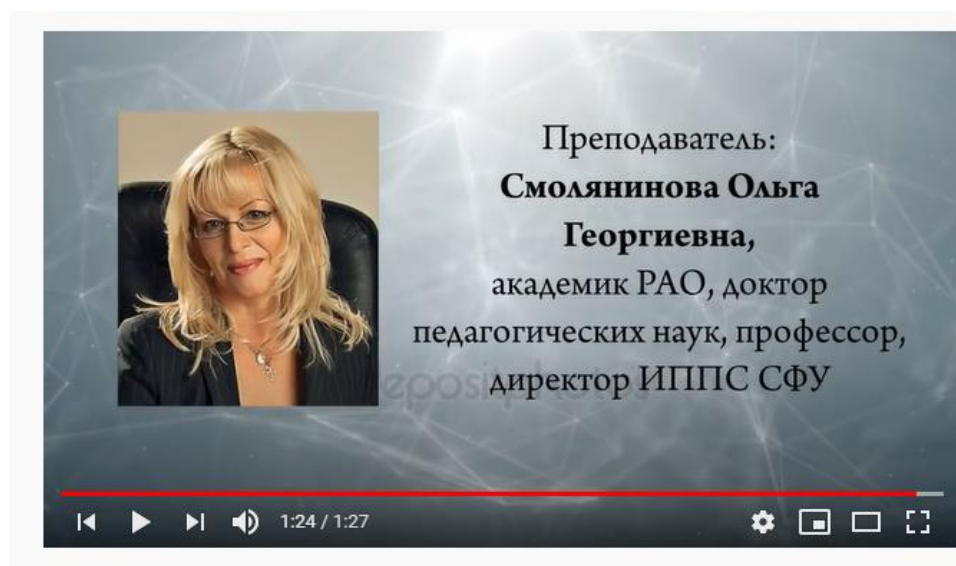 Преподаватель:
Смолянинова Ольга
Георгиевна,
академик РАО, доктор
педагогических наук, профессор,
директор ИППС СФУ
1:24 / 1:27